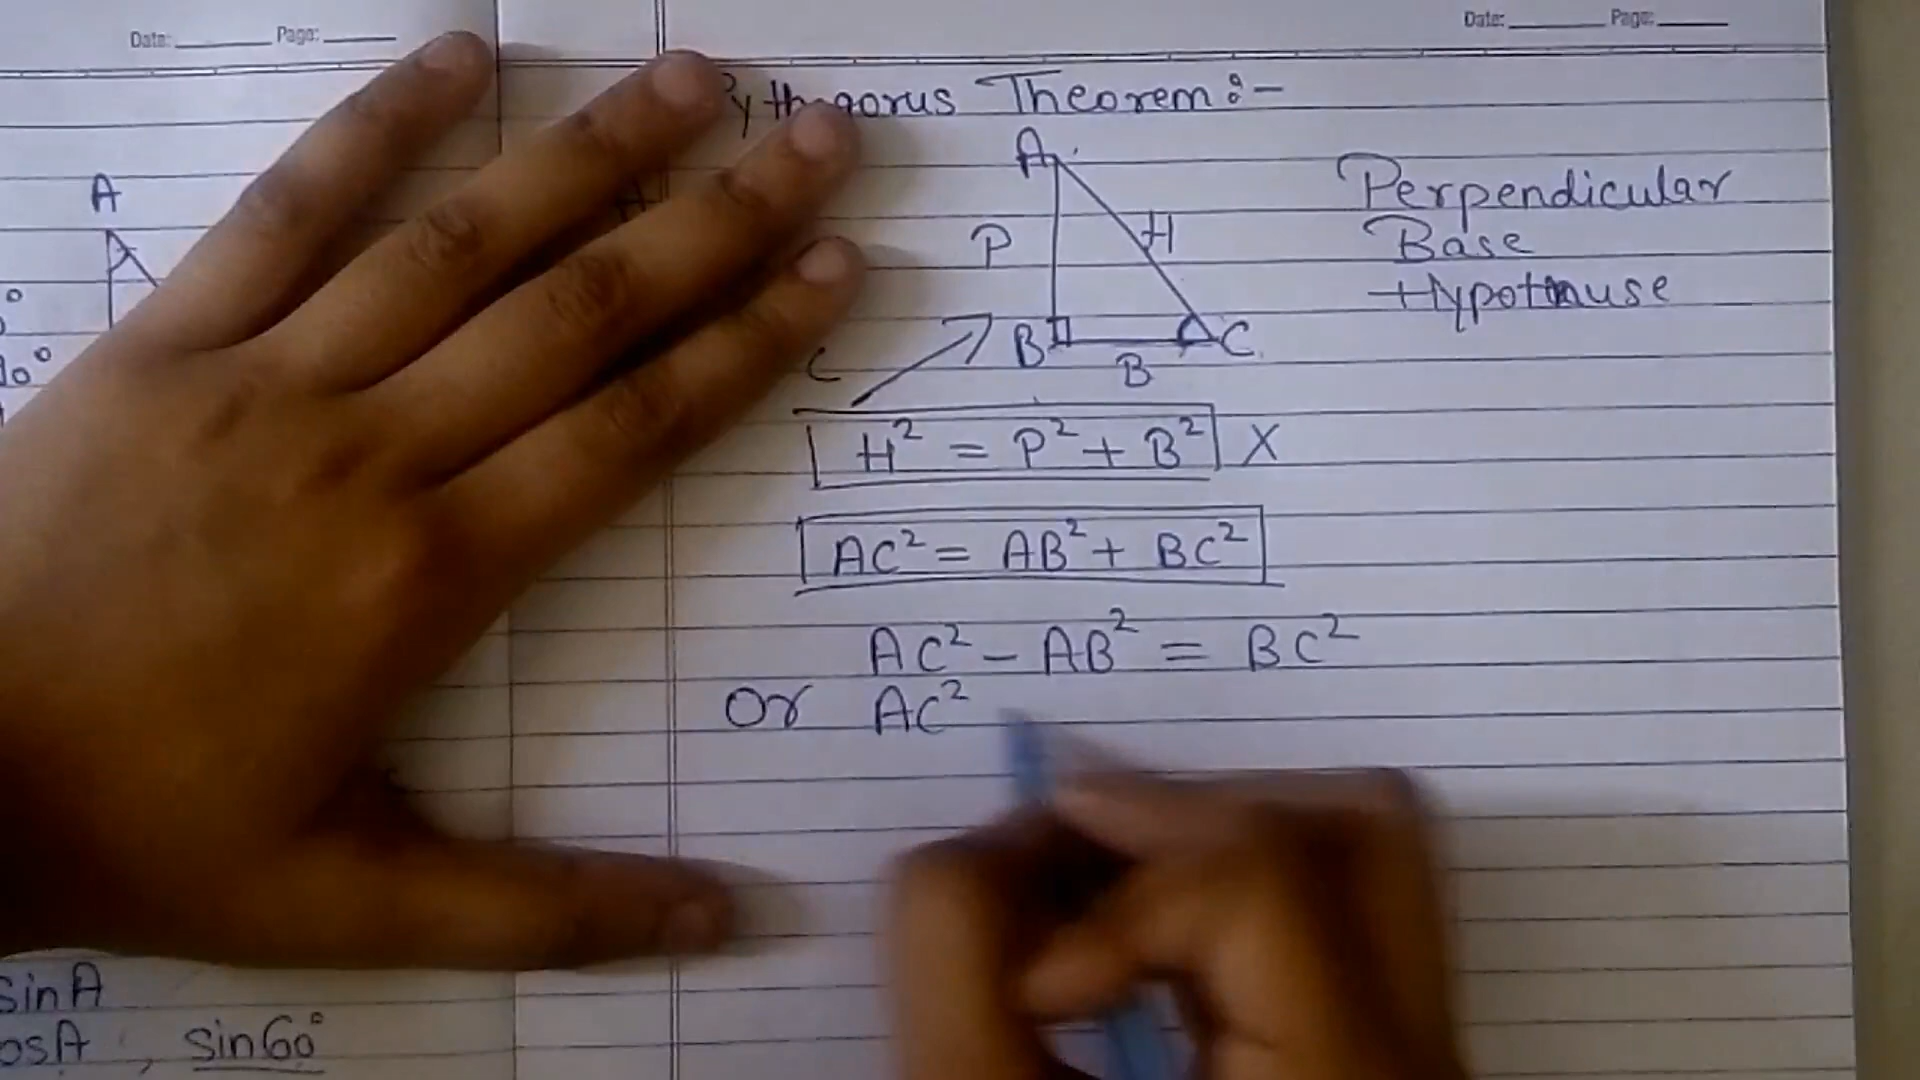 Date: Page:
Date: Page:
Pythagorus Theorem :-
A
A
P
H
B
C
B
C
Perpendicular
Base
Hypotnuse
H² = P² + B² X
AC² = AB² + BC²
AC² - AB² = BC²
Or AC²
sinA
osA , sin60°